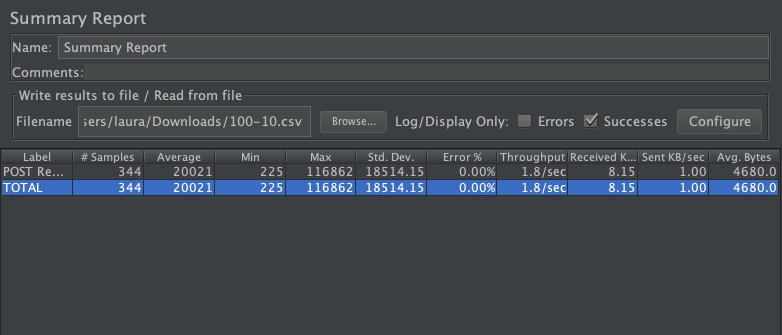 Summary Report
Name: Summary Report
Comments:
Write results to file / Read from file
Filename sers/laura/Downloads/100-10.csv Browse... Log/Display Only: Errors Successes Configure
Label # Samples Average Min Max Std. Dev. Error % Throughput Received K... Sent KB/sec Avg. Bytes
POST Re... 344 20021 225 116862 18514.15 0.00% 1.8/sec 8.15 1.00 4680.0
TOTAL 344 20021 225 116862 18514.15 0.00% 1.8/sec 8.15 1.00 4680.0